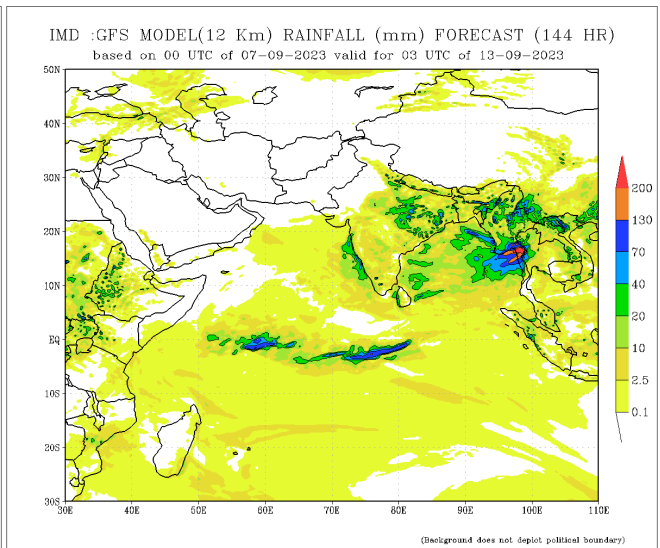 IMD :GFS MODEL(12 Km) RAINFALL (mm) FORECAST (144 HR)
based on 00 UTC of 07-09-2023 valid for 03 UTC of 13-09-2023
50N
40N
30N
20N
10N
EQ
10S
20S
30S
30E 40E 50E 60E 70E 80E 90E 100E 110E
200
130
70
40
20
10
2.5
0.1
(Background does not depict political boundary)